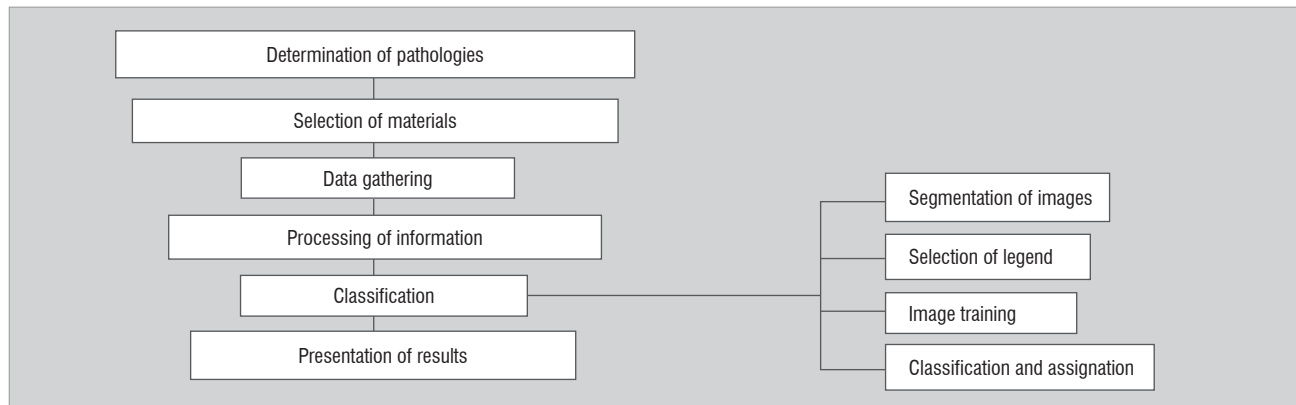 Determination of pathologies
Selection of materials
Data gathering
Processing of information
Classification
Presentation of results
Segmentation of images
Selection of legend
Image training
Classification and assignation